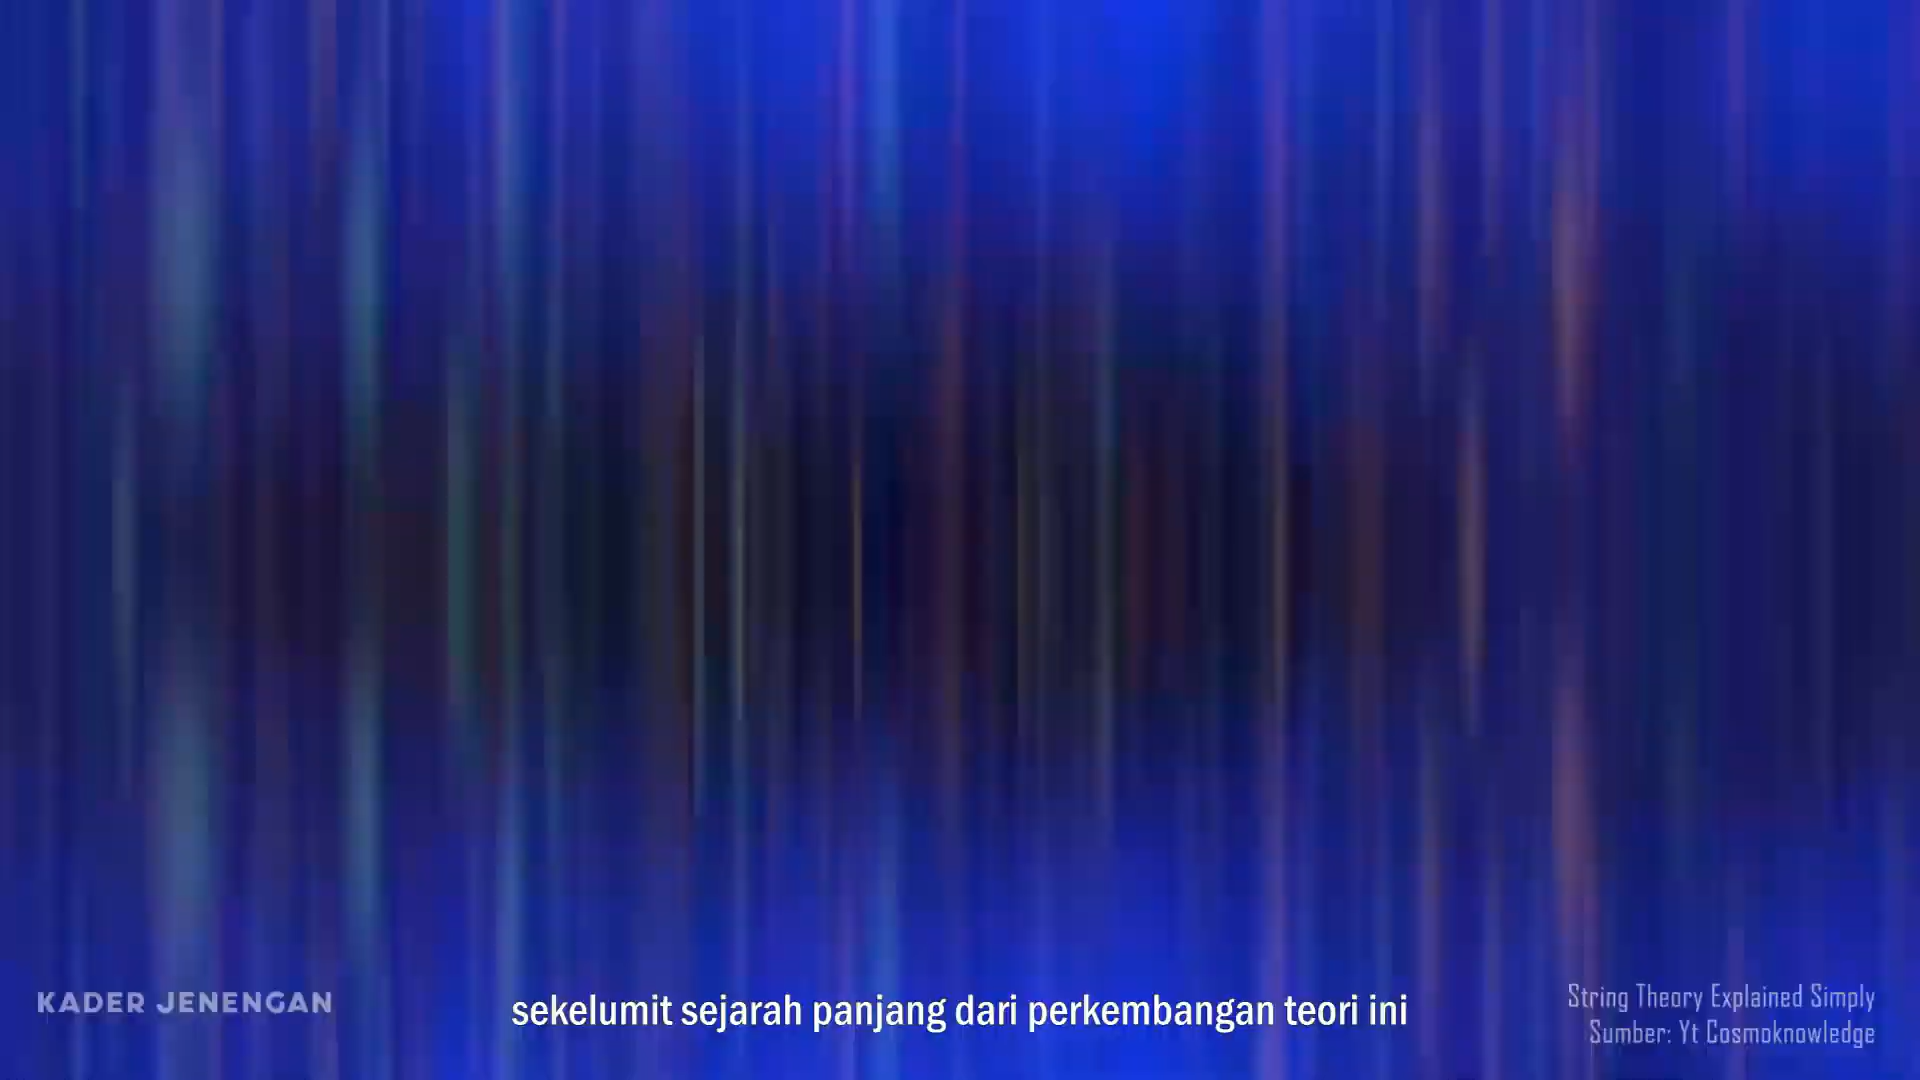 KADER JENENGAN
sekelumit sejarah panjang dari perkembangan teori ini
String Theory Explained Simply
Sumber: Yt Cosmoknowledge